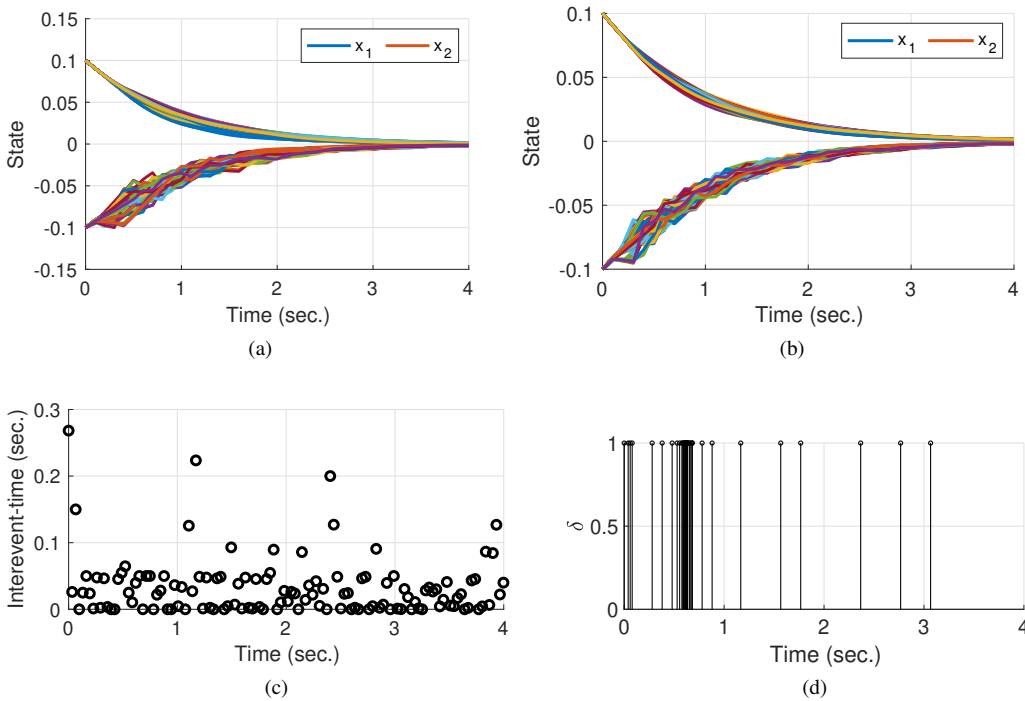 0.15
0.1
0.05
0
-0.05
-0.1
-0.15
State
x1 x2
0 1 2 3 4
Time (sec.)
(a)
0.1
0.05
0
-0.05
-0.1
State
x1 x2
0 1 2 3 4
Time (sec.)
(b)
0.3
0.2
0.1
0
Interevent-time (sec.)
0 1 2 3 4
Time (sec.)
(c)
1
0.5
0
δ
0 1 2 3 4
Time (sec.)
(d)